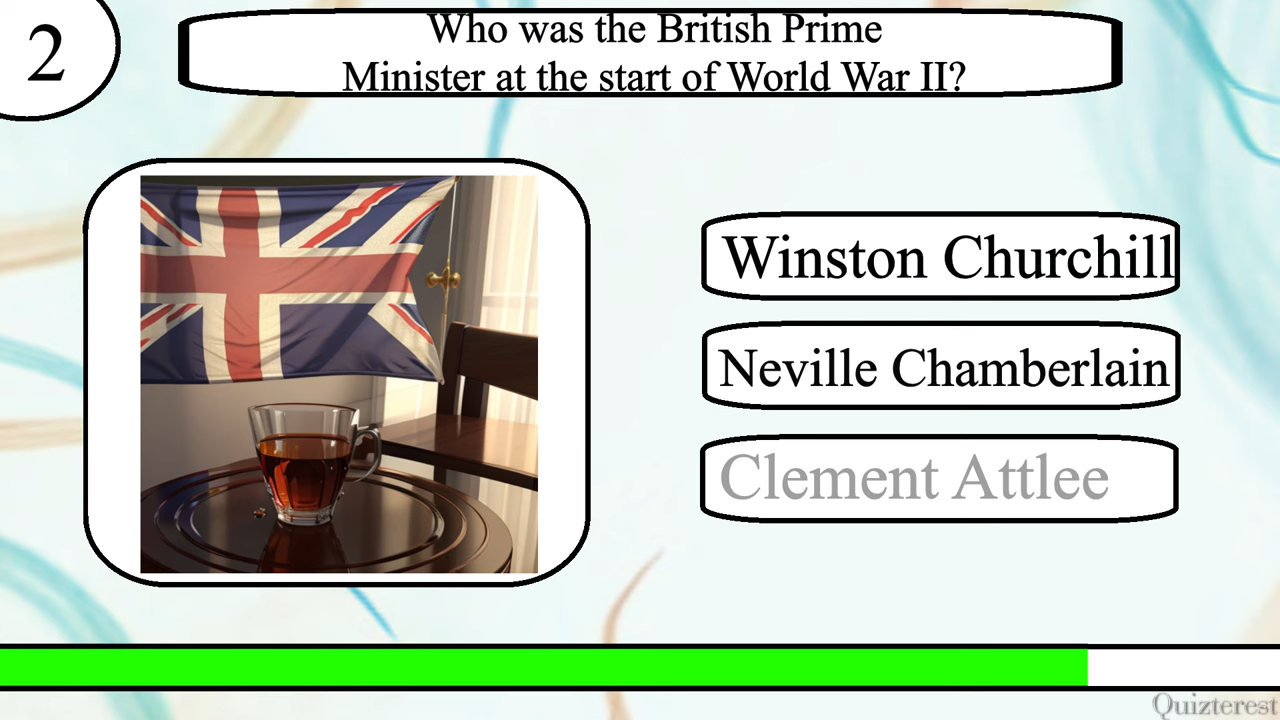 2
Who was the British Prime
Minister at the start of World War II?
Winston Churchill
Neville Chamberlain
Clement Attlee
Quizterest